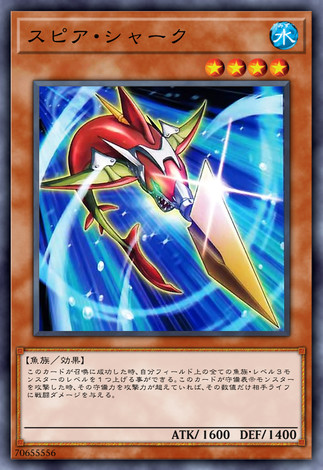 スピア・シャーク
水
【魚族／効果】
このカードが召喚に成功した時、自分フィールド上の全ての魚族・レベル３モ
ンスターのレベルを１つ上げる事ができる。このカードが守備表示モンスター
を攻撃した時、その守備力を攻撃力が超えていれば、その数値だけ相手ライフ
に戦闘ダメージを与える。
ATK/ 1600 DEF/1400
70655556